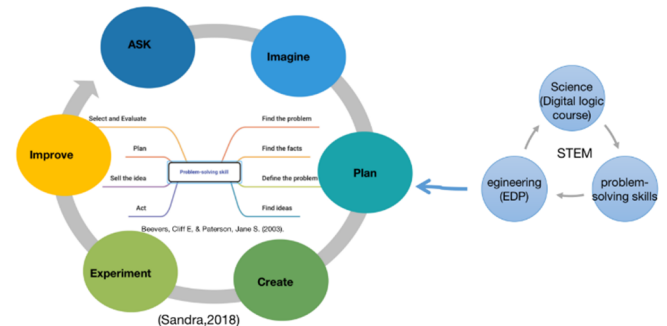 ASK
Imagine
Select and Evaluate
Find the problem
Improve
Plan
Find the facts
Problem-solving skill
Plan
Sell the idea
Define the problem
Act
Find ideas
Beevers, Cliff E, & Paterson, Jane S. (2003).
Experiment
Create
(Sandra,2018)
Science
(Digital logic
course)
STEM
egineering
(EDP)
problem-
solving skills